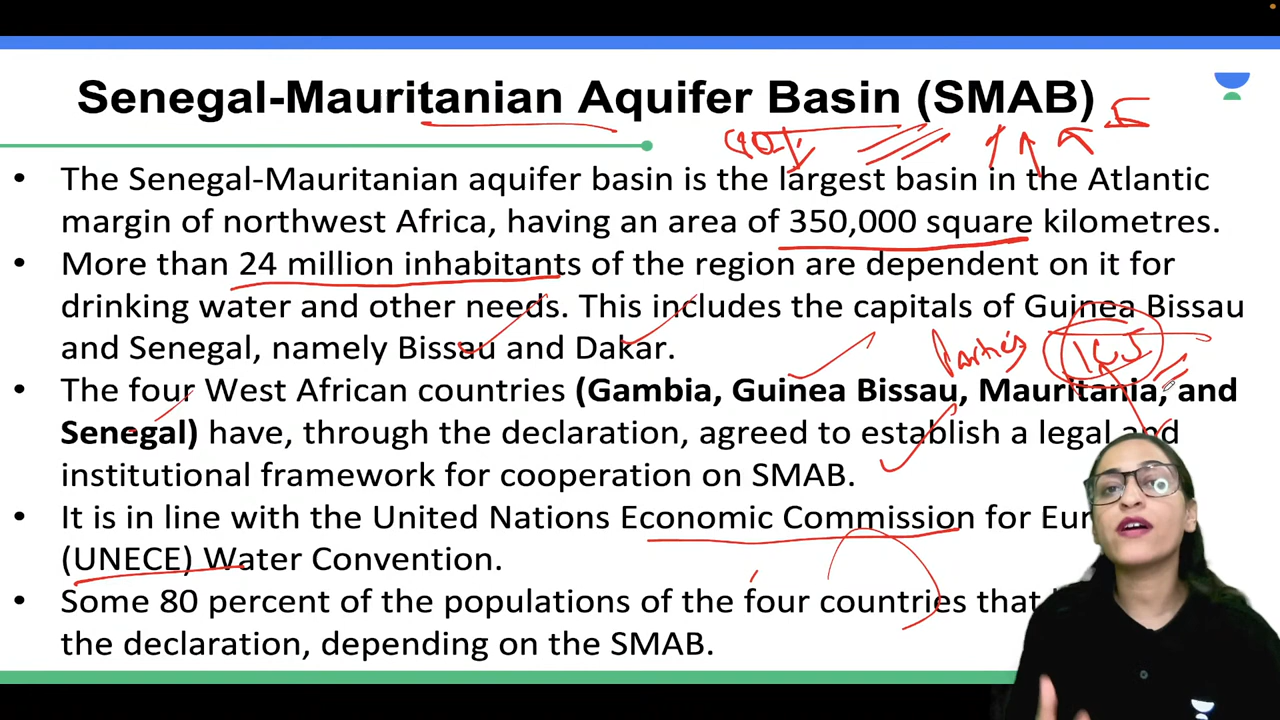 Senegal-Mauritanian Aquifer Basin (SMAB)
• The Senegal-Mauritanian aquifer basin is the largest basin in the Atlantic
margin of northwest Africa, having an area of 350,000 square kilometres.
• More than 24 million inhabitants of the region are dependent on it for
drinking water and other needs. This includes the capitals of Guinea Bissau
and Senegal, namely Bissau and Dakar.
Parties ICJ
• The four West African countries (Gambia, Guinea Bissau, Mauritania, and
Senegal) have, through the declaration, agreed to establish a legal and
institutional framework for cooperation on SMAB.
• It is in line with the United Nations Economic Commission for Eur
(UNECE) Water Convention.
• Some 80 percent of the populations of the four countries that
the declaration, depending on the SMAB.